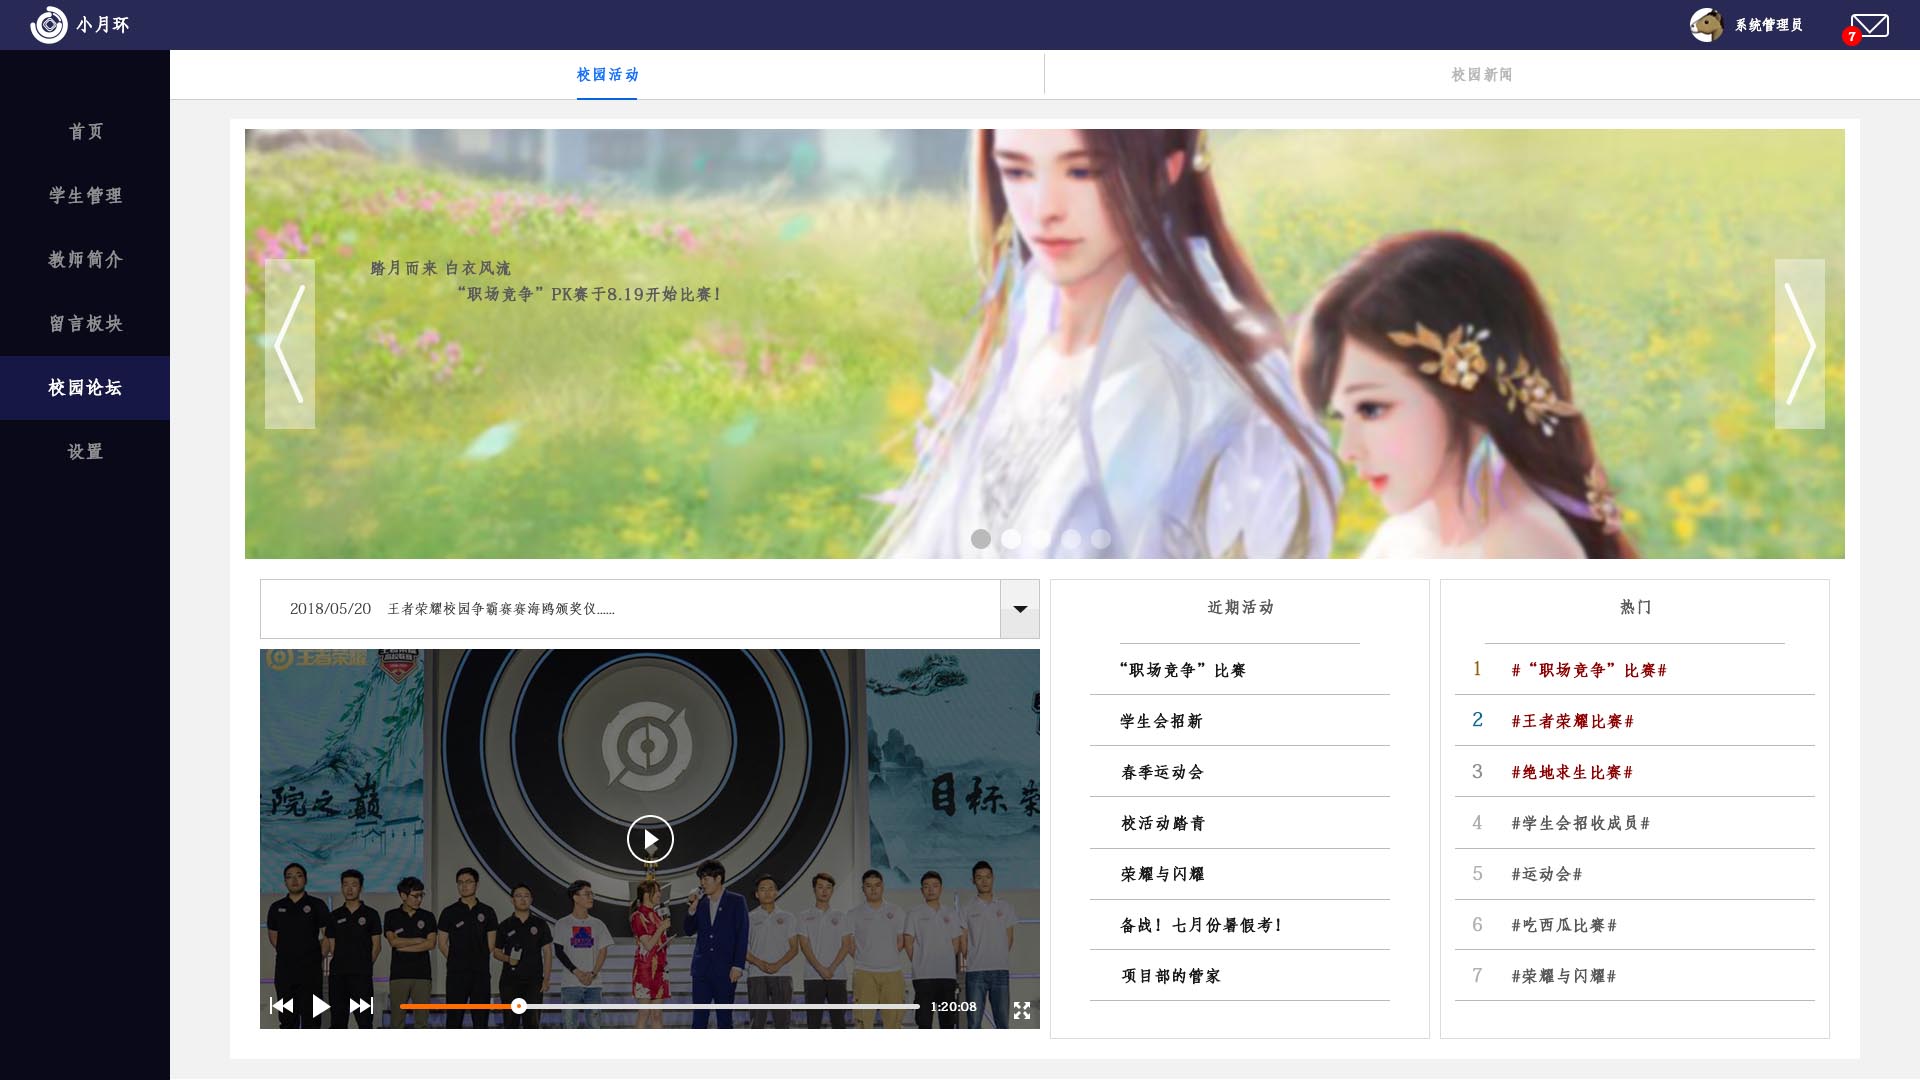 小月环
系统管理员
7
校园活动
校园新闻
首页
学生管理
教师简介
留言板块
校园论坛
设置
踏月而来 白衣风流
“职场竞争”PK赛于8.19开始比赛！
2018/05/20 王者荣耀校园争霸赛赛海鸥颁奖仪......
王者荣耀
院之巅
目标荣
1:20:08
近期活动
“职场竞争”比赛
学生会招新
春季运动会
校活动踏青
荣耀与闪耀
备战！七月份暑假考！
项目部的管家
热门
1 #“职场竞争”比赛#
2 #王者荣耀比赛#
3 #绝地求生比赛#
4 #学生会招收成员#
5 #运动会#
6 #吃西瓜比赛#
7 #荣耀与闪耀#